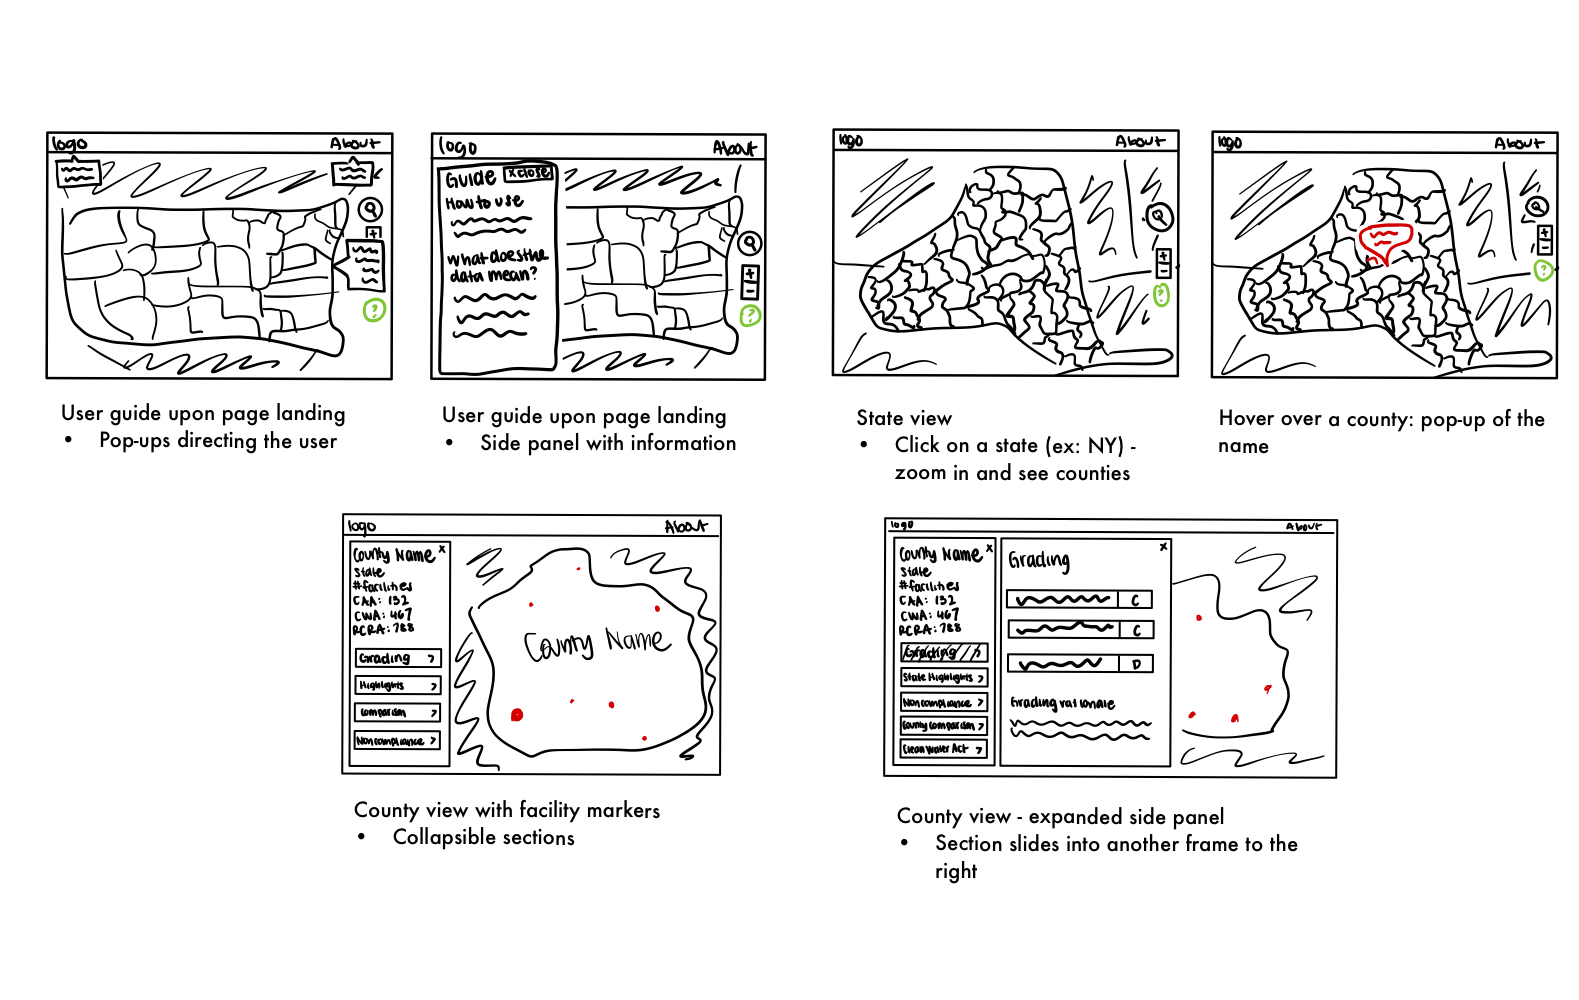 logo
About
?
User guide upon page landing
• Pop-ups directing the user
logo
About
Guide
x close
How to use
what does the
data mean?
+
-
?
User guide upon page landing
• Side panel with information
logo
About
+
-
?
State view
• Click on a state (ex: NY) -
zoom in and see counties
logo
About
+
-
?
Hover over a county: pop-up of the
name
logo
About
County Name x
State
#facilities
CAA: 132
CWA: 467
RCRA: 788
Grading >
Highlights >
Comparison >
Noncompliance >
County Name
County view with facility markers
• Collapsible sections
logo
About
County Name x
State
#facilities
CAA: 132
CWA: 467
RCRA: 788
Grading >
State Highlights >
Noncompliance >
County Comparison >
Clean Water Act >
x
Grading
C
C
D
Grading rationale
County view - expanded side panel
• Section slides into another frame to the
right